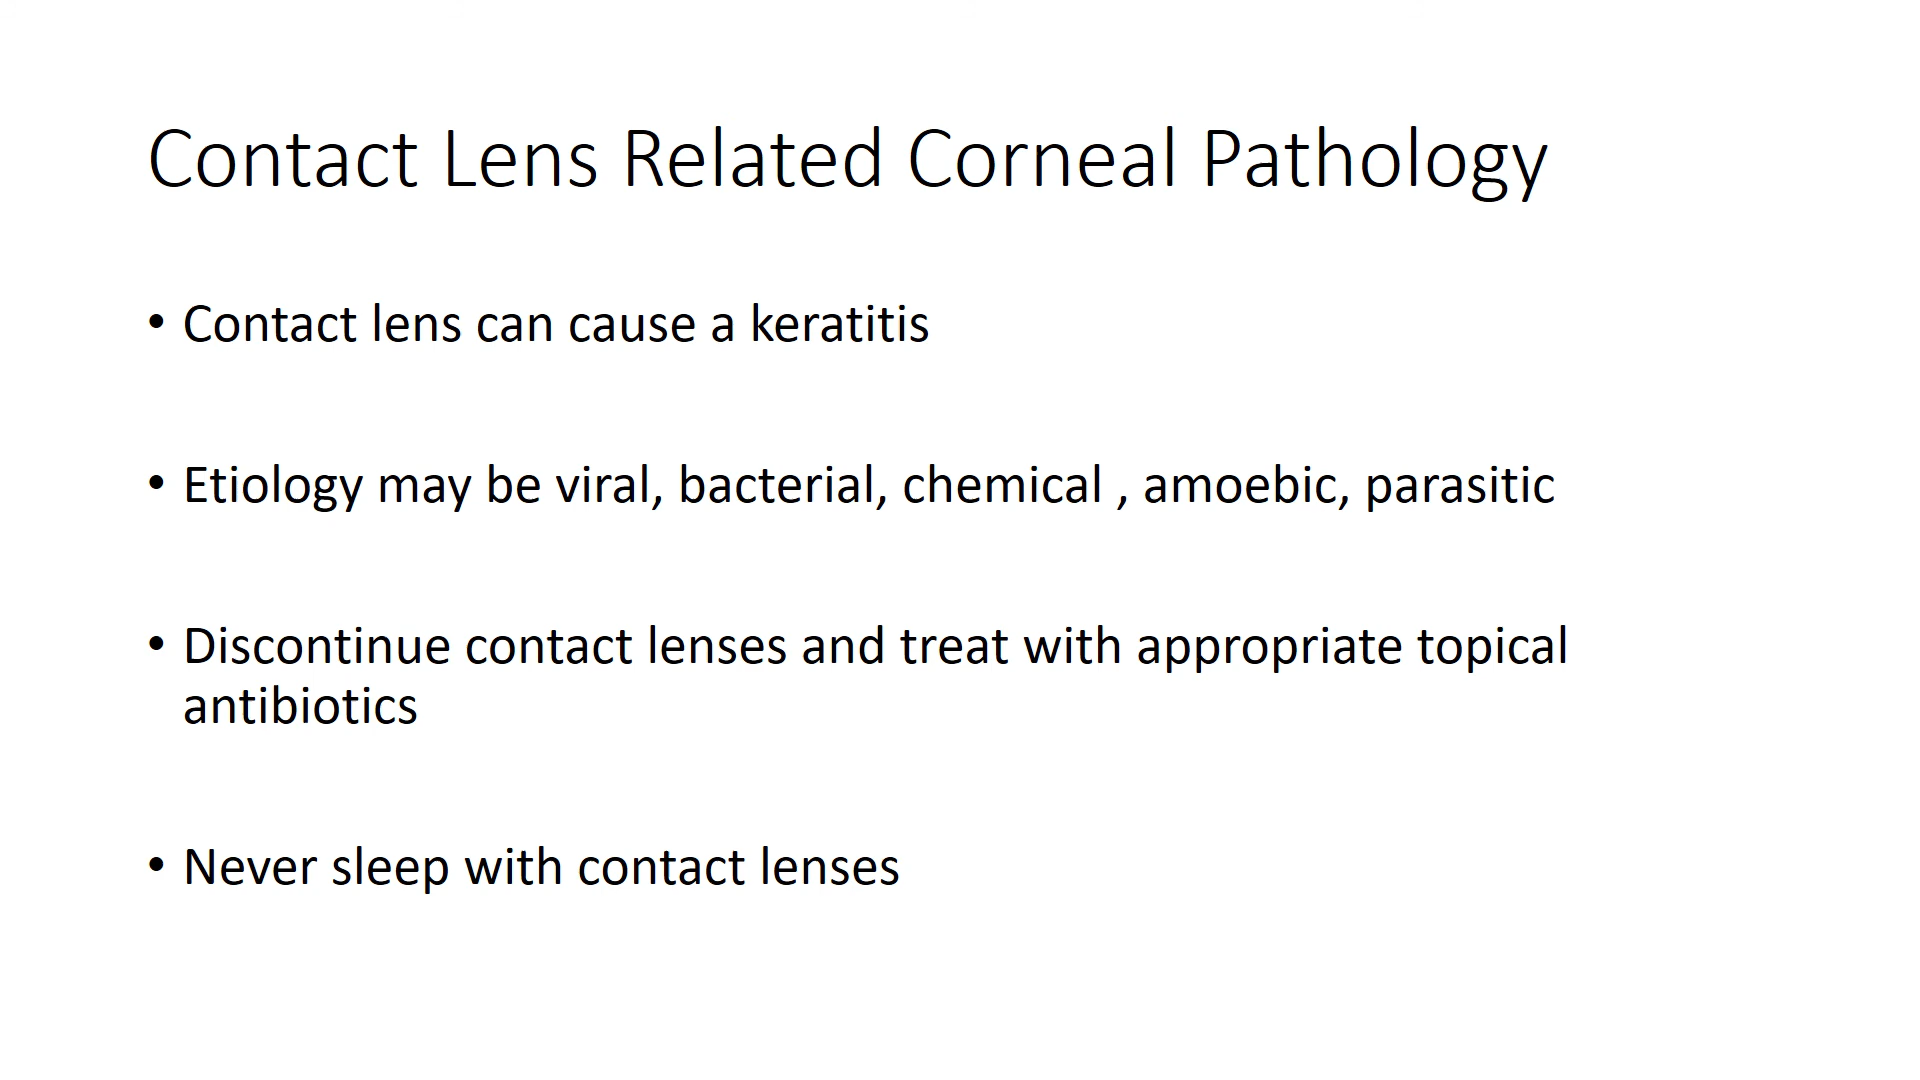 Contact Lens Related Corneal Pathology
• Contact lens can cause a keratitis
• Etiology may be viral, bacterial, chemical , amoebic, parasitic
• Discontinue contact lenses and treat with appropriate topical
antibiotics
• Never sleep with contact lenses